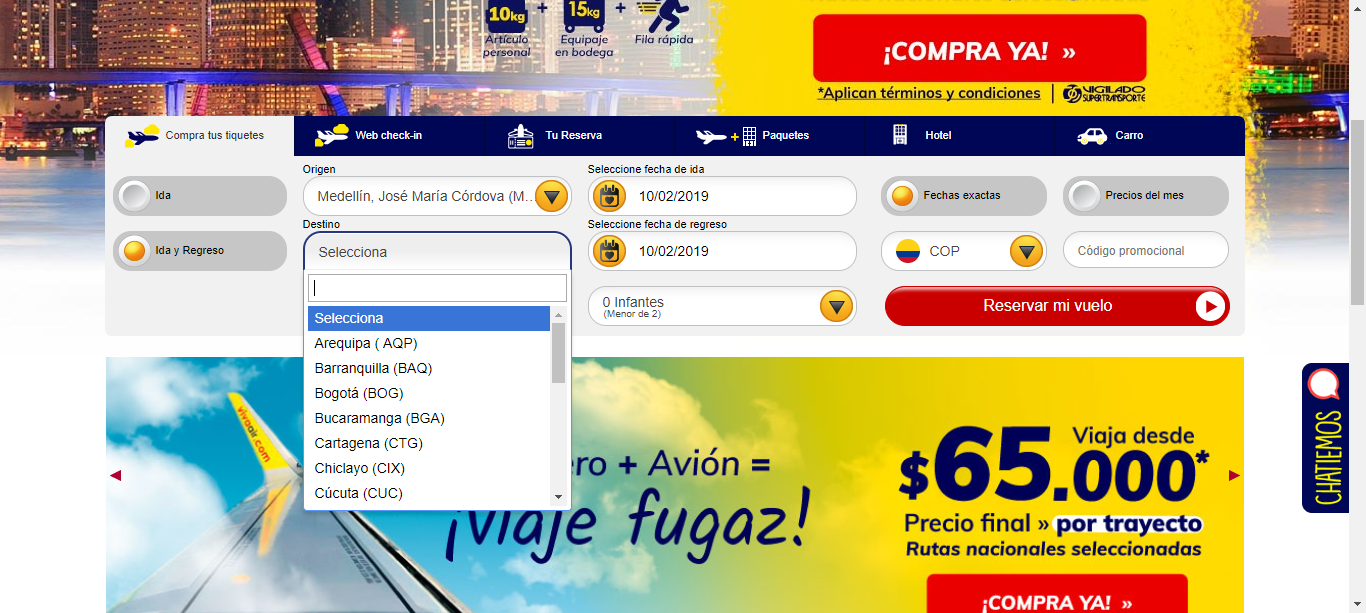 10kg + 15kg +
Artículo
personal
Equipaje
en bodega
Fila rápida
¡COMPRA YA! »
*Aplican términos y condiciones
VIGILADO
SUPERTRANSPORTE
Compra tus tiquetes
Web check-in
Tu Reserva
+
Paquetes
Hotel
Carro
Ida
Ida y Regreso
Origen
Medellín, José María Córdova (M...
Destino
Selecciona
Selecciona
Arequipa ( AQP)
Barranquilla (BAQ)
Bogotá (BOG)
Bucaramanga (BGA)
Cartagena (CTG)
Chiclayo (CIX)
Cúcuta (CUC)
Seleccione fecha de ida
10/02/2019
Seleccione fecha de regreso
10/02/2019
0 Infantes
(Menor de 2)
Fechas exactas
Precios del mes
COP
Código promocional
Reservar mi vuelo
CHATIEMOS
vivaair.com
ero + Avión =
¡Viaje fugaz!
Viaja desde
$65.000*
Precio final » por trayecto
Rutas nacionales seleccionadas
¡COMPRA YA! »